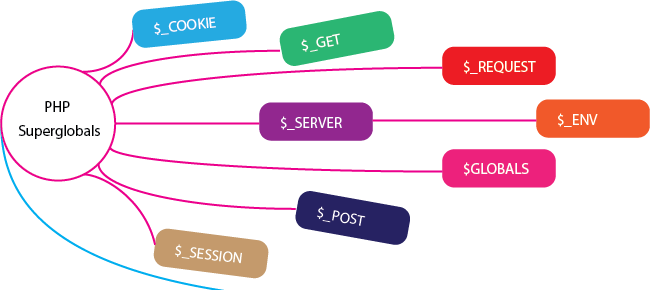 $_COOKIE
$_GET
$_REQUEST
PHP
Superglobals
$_SERVER
$_ENV
$GLOBALS
$_POST
$_SESSION